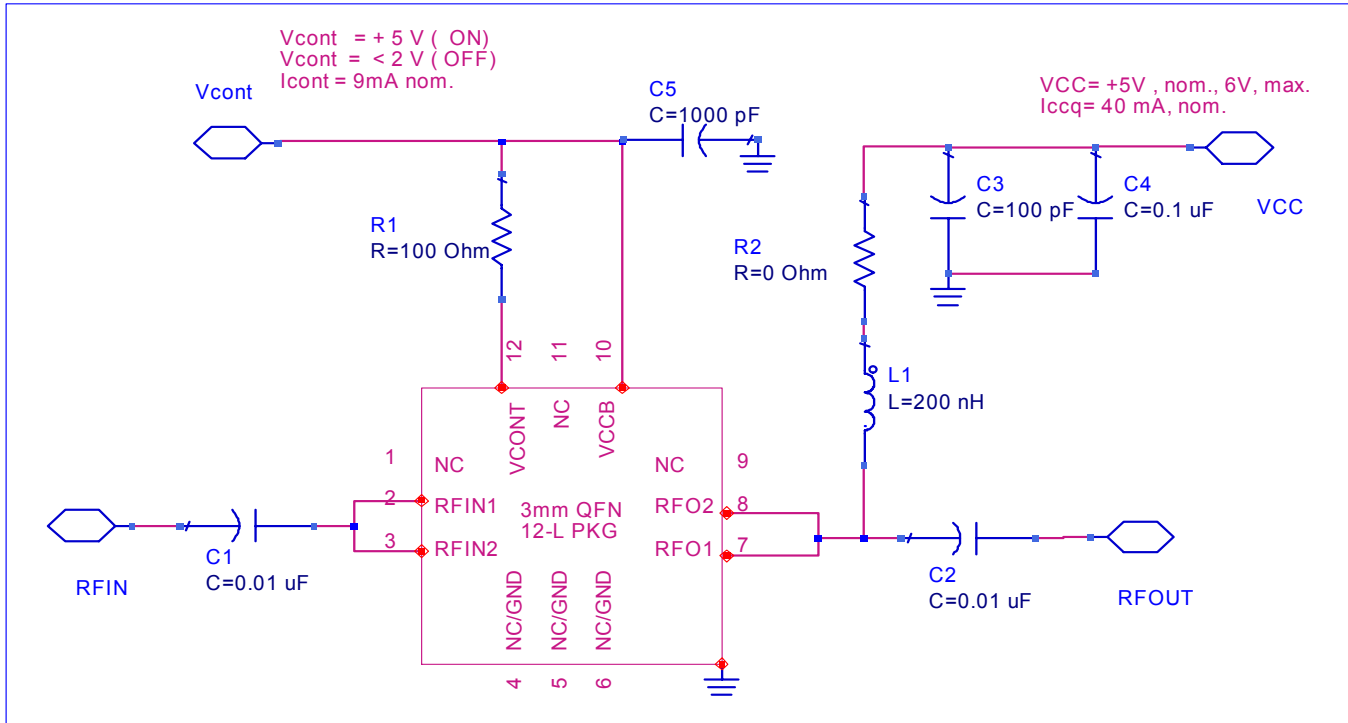 Vcont = + 5 V ( ON)
Vcont = < 2 V ( OFF)
Icont = 9mA nom.
Vcont
C5
C=1000 pF
VCC= +5V , nom., 6V, max.
Iccq= 40 mA, nom.
C3
C=100 pF
C4
C=0.1 uF
VCC
R1
R=100 Ohm
R2
R=0 Ohm
12
11
10
L1
L=200 nH
VCONT
NC
VCCB
1
NC
NC
9
2
RFIN1
3mm QFN
12-L PKG
RFO2
8
3
RFIN2
RFO1
7
C1
C=0.01 uF
RFIN
C2
C=0.01 uF
RFOUT
NC/GND
NC/GND
NC/GND
4
5
6